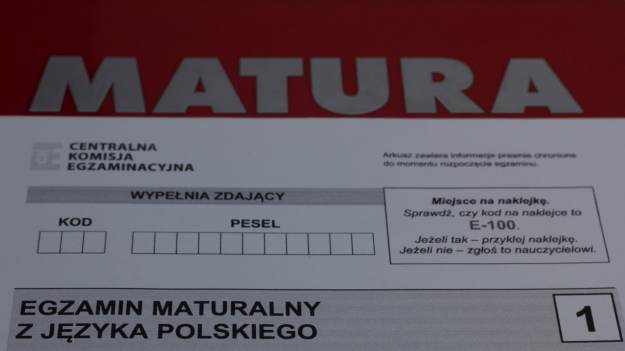 MATURA
CENTRALNA
KOMISJA
EGZAMINACYJNA
Arkusz zawiera informacje prawnie chronione
do momentu rozpoczęcia egzaminu.
WYPEŁNIA ZDAJĄCY
KOD PESEL
Miejsce na naklejkę.
Sprawdź, czy kod na naklejce to
E-100.
Jeżeli tak – przyklej naklejkę.
Jeżeli nie – zgłoś to nauczycielowi.
EGZAMIN MATURALNY
Z JĘZYKA POLSKIEGO
1